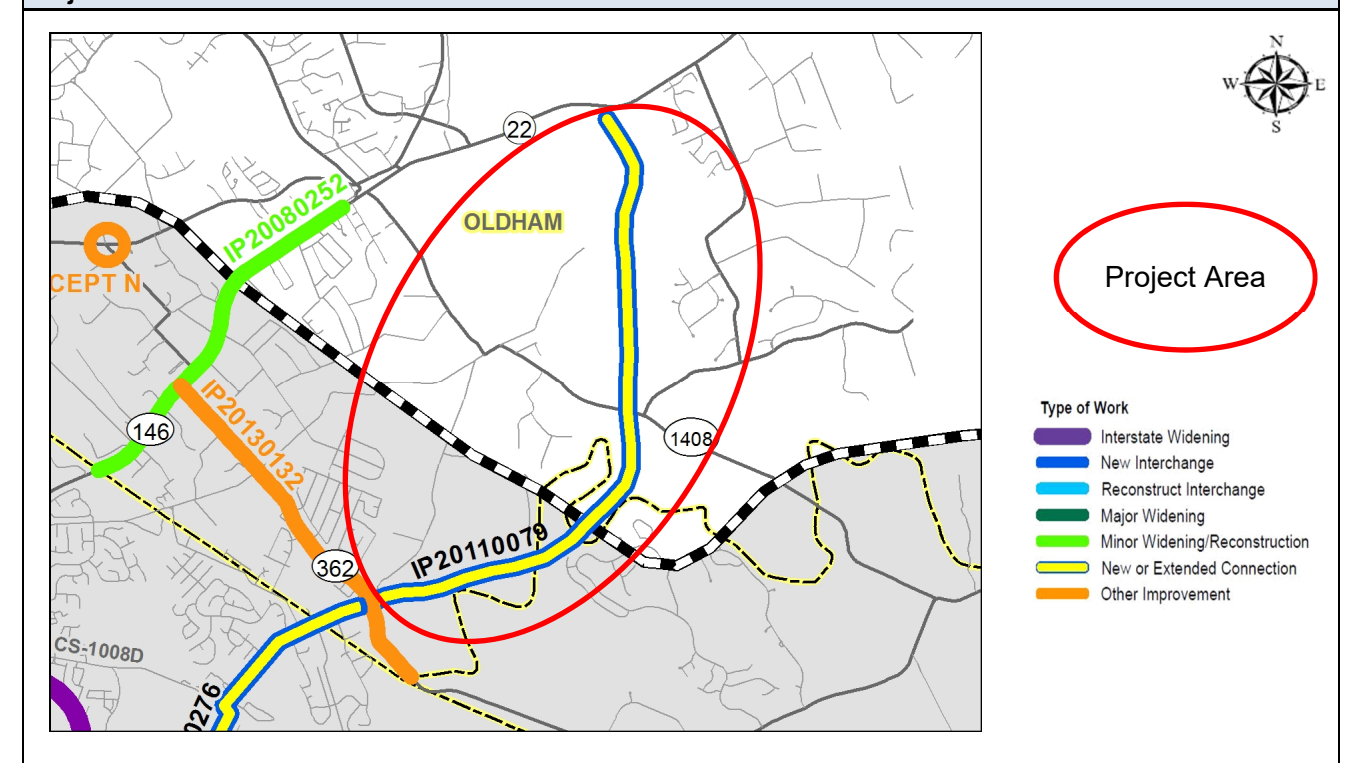 N
W
E
S
22
IP20080252
OLDHAM
CEPT N
Project Area
IP20130132
146
1408
Type of Work
Interstate Widening
New Interchange
Reconstruct Interchange
Major Widening
Minor Widening/Reconstruction
New or Extended Connection
Other Improvement
IP20110079
362
CS-1008D
0276